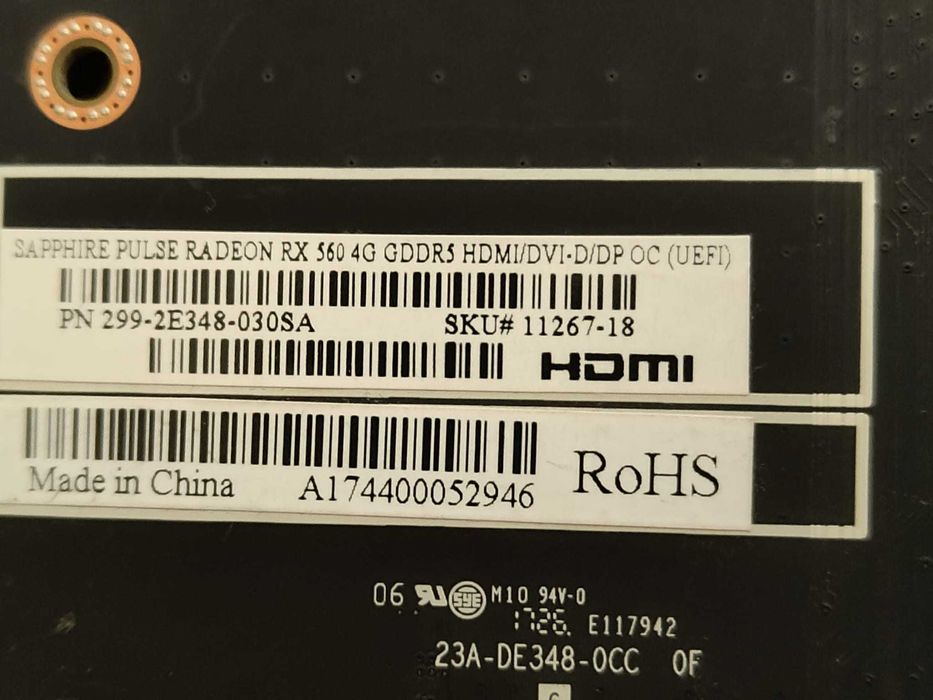 SAPPHIRE PULSE RADEON RX 560 4G GDDR5 HDMI/DVI-D/DP OC (UEFI)
PN 299-2E348-030SA SKU# 11267-18
HDMI
Made in China A174400052946 RoHS
06 SYE M10 94V-0
1726 E117942
23A-DE348-0CC 0F